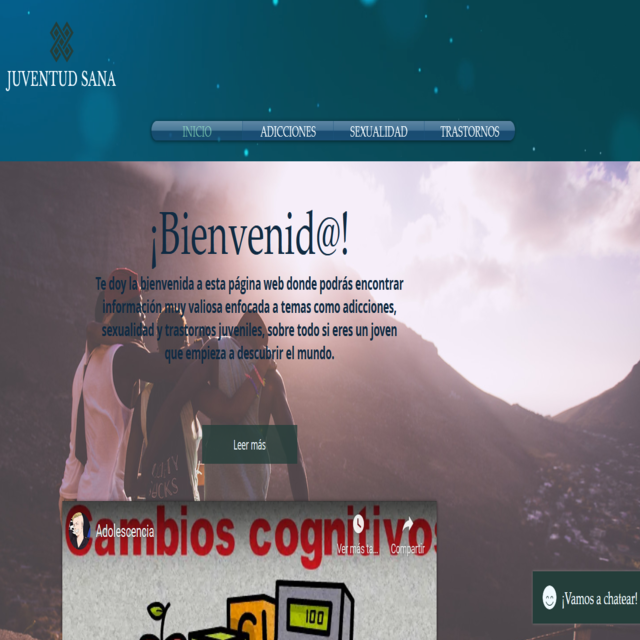 JUVENTUD SANA
INICIO ADICCIONES SEXUALIDAD TRASTORNOS
¡Bienvenid@!
Te doy la bienvenida a esta página web donde podrás encontrar
información muy valiosa enfocada a temas como adicciones,
sexualidad y trastornos juveniles, sobre todo si eres un joven
que empieza a descubrir el mundo.
Leer más
Cambios cognitivos
Adolescencia
Ver más ta... Compartir
100
¡Vamos a chatear!